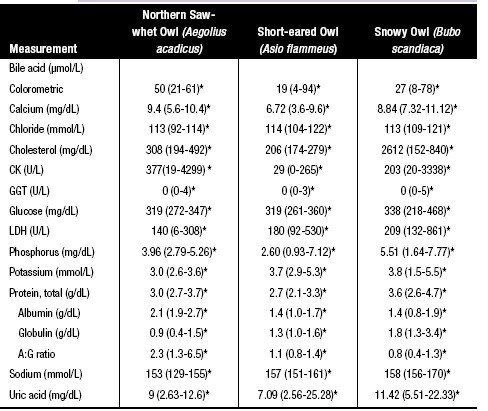 Measurement Northern Saw-whet Owl (Aegolius acadicus) Short-eared Owl (Asio flammeus) Snowy Owl (Bubo scandiaca)
Bile acid (µmol/L)
Colorometric 50 (21-61)* 19 (4-94)* 27 (8-78)*
Calcium (mg/dL) 9.4 (5.6-10.4)* 6.72 (3.6-9.6)* 8.84 (7.32-11.12)*
Chloride (mmol/L) 113 (92-114)* 114 (104-122)* 113 (109-121)*
Cholesterol (mg/dL) 308 (194-492)* 206 (174-279)* 2612 (152-840)*
CK (U/L) 377(19-4299) * 29 (0-265)* 203 (20-3338)*
GGT (U/L) 0 (0-4)* 0 (0-3)* 0 (0-5)*
Glucose (mg/dL) 319 (272-347)* 319 (261-360)* 338 (218-468)*
LDH (U/L) 140 (6-308)* 180 (92-530)* 209 (132-861)*
Phosphorus (mg/dL) 3.96 (2.79-5.26)* 2.60 (0.93-7.12)* 5.51 (1.64-7.77)*
Potassium (mmol/L) 3.0 (2.6-3.6)* 3.7 (2.9-5.3)* 3.8 (1.5-5.5)*
Protein, total (g/dL) 3.0 (2.7-3.7)* 2.7 (2.1-3.3)* 3.6 (2.6-4.7)*
Albumin (g/dL) 2.1 (1.9-2.7)* 1.4 (1.0-1.7)* 1.4 (0.8-1.9)*
Globulin (g/dL) 0.9 (0.4-1.5)* 1.3 (1.0-1.6)* 1.8 (1.3-3.4)*
A:G ratio 2.3 (1.3-6.5)* 1.1 (0.8-1.4)* 0.8 (0.4-1.3)*
Sodium (mmol/L) 153 (129-155)* 157 (151-161)* 158 (156-170)*
Uric acid (mg/dL) 9 (2.63-12.6)* 7.09 (2.56-25.28)* 11.42 (5.51-22.33)*